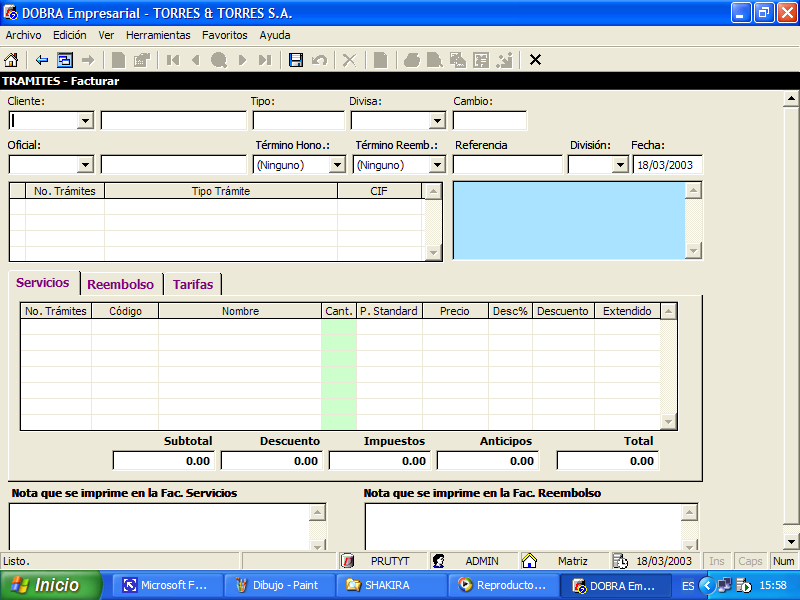 DOBRA Empresarial - TORRES & TORRES S.A.
Archivo Edición Ver Herramientas Favoritos Ayuda
TRAMITES - Facturar
Cliente: Tipo: Divisa: Cambio:
Oficial: Término Hono.: Término Reemb.: Referencia División: Fecha:
(Ninguno) (Ninguno) 18/03/2003
No. Trámites Tipo Trámite CIF
Servicios Reembolso Tarifas
No. Trámites Código Nombre Cant. P. Standard Precio Desc% Descuento Extendido
Subtotal Descuento Impuestos Anticipos Total
0.00 0.00 0.00 0.00 0.00
Nota que se imprime en la Fac. Servicios Nota que se imprime en la Fac. Reembolso
Listo. PRUTYT ADMIN Matriz 18/03/2003 Ins Caps Num
Inicio Microsoft F... Dibujo - Paint SHAKIRA Reproducto... DOBRA Em... ES 15:58